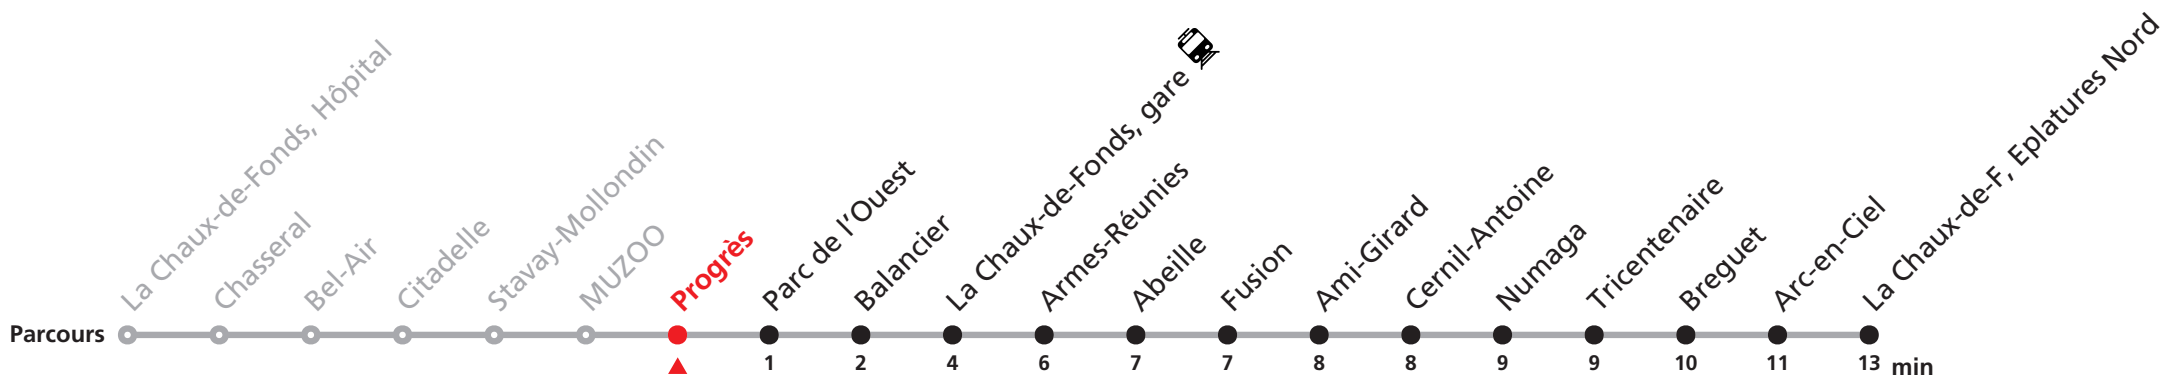 La Chaux-de-Fonds, Hôpital
Chasseral
Bel-Air
Citadelle
Stavay-Mollondin
MUZOO
Progrès
Parc de l’Ouest
Balancier
La Chaux-de-Fonds, gare
Armes-Réunies
Abeille
Fusion
Ami-Girard
Cernil-Antoine
Numaga
Tricentenaire
Breguet
Arc-en-Ciel
La Chaux-de-F, Eplatures Nord
Parcours
1 2 4 6 7 7 8 8 9 9 10 11 13 min